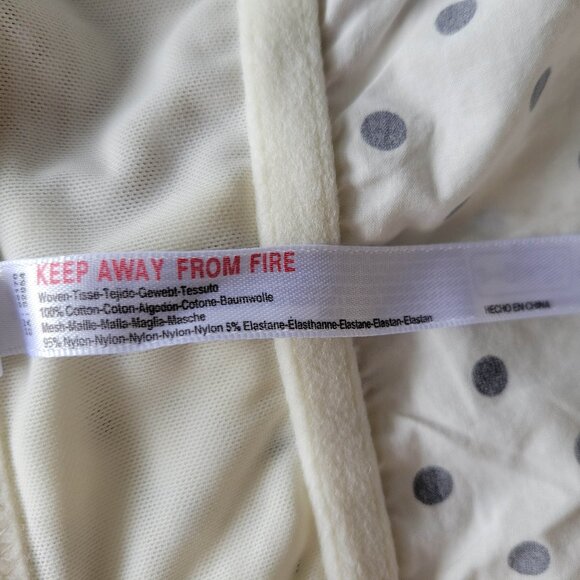 KEEP AWAY FROM FIRE
Woven-Tissé-Tejido-Gewebt-Tessuto
100% Cotton-Coton-Algodón-Cotone-Baumwolle
Mesh-Maille-Malla-Maglia-Masche
95% Nylon-Nylon-Nylon-Nylon-Nylon 5% Elastane-Élasthanne-Elastane-Elastan-Elastan
HECHO EN CHINA